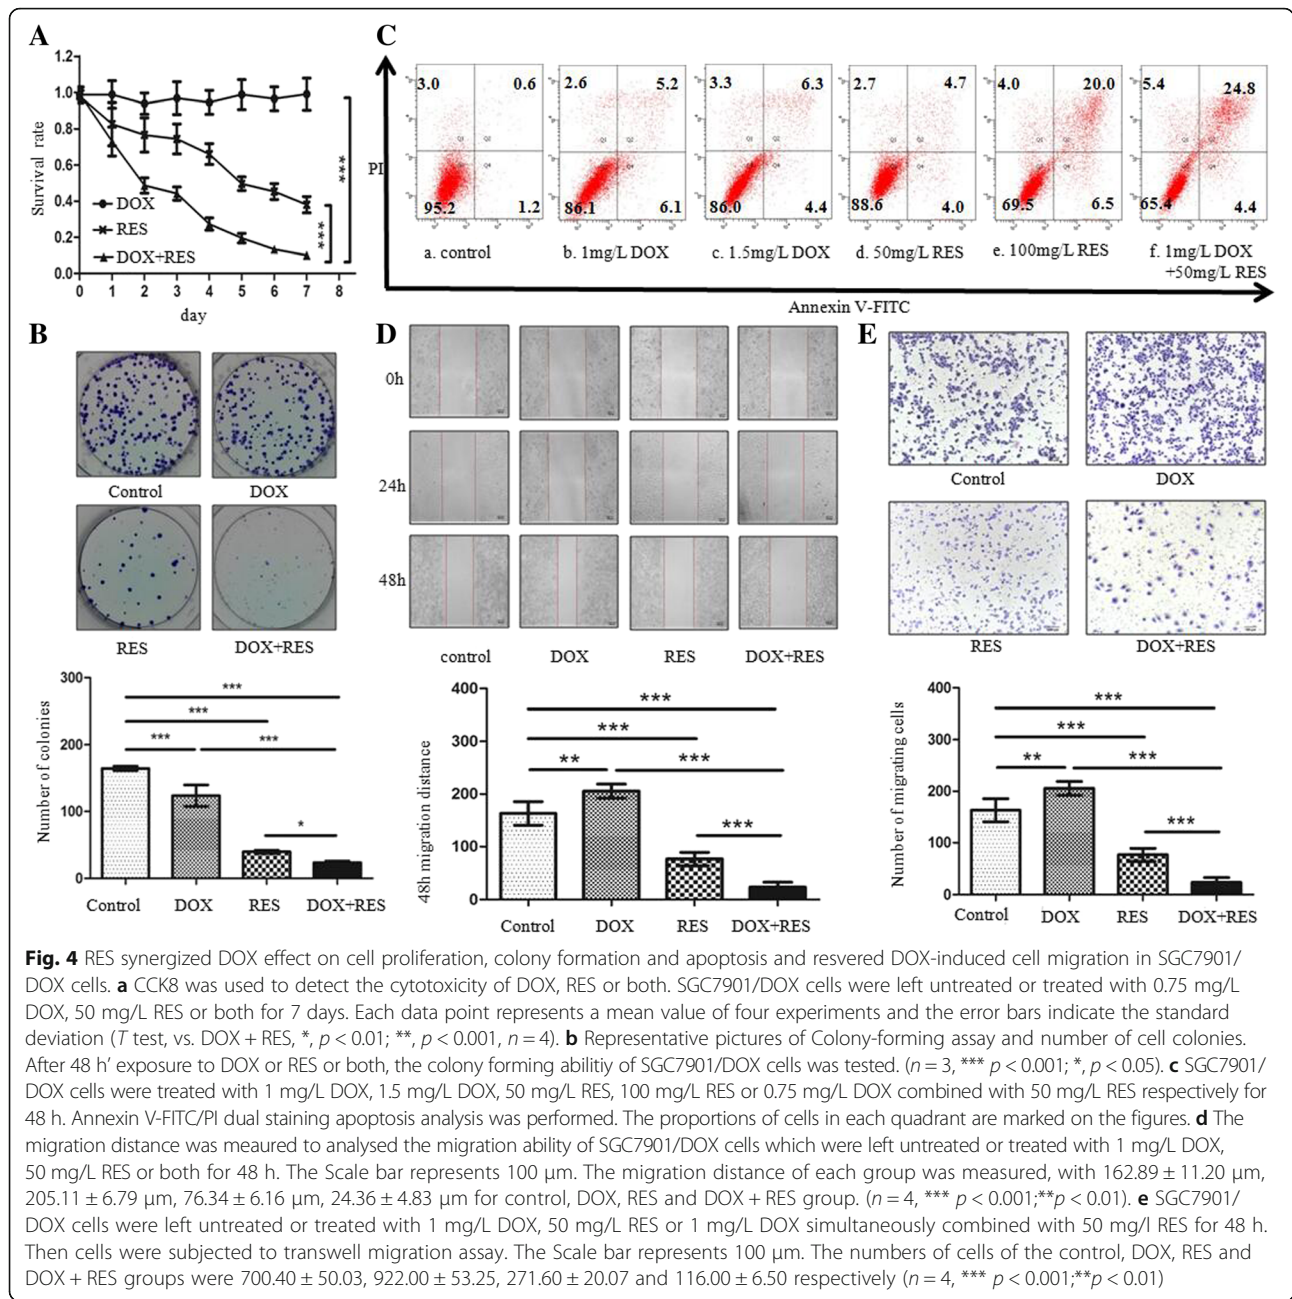 A
1.2
1.0
0.8
0.6
0.4
0.2
0.0
Survival rate
DOX
RES
DOX+RES
***
***
0 1 2 3 4 5 6 7 8
day
C
PI
3.0 0.6
95.2 1.2
a. control
2.6 5.2
86.1 6.1
b. 1mg/L DOX
3.3 6.3
86.0 4.4
c. 1.5mg/L DOX
2.7 4.7
88.6 4.0
d. 50mg/L RES
4.0 20.0
69.5 6.5
e. 100mg/L RES
5.4 24.8
65.4 4.4
f. 1mg/L DOX
+50mg/L RES
Annexin V-FITC
B
Control DOX
RES DOX+RES
300
200
100
0
Number of colonies
***
***
*** ***
*
Control DOX RES DOX+RES
D
0h
24h
48h
control DOX RES DOX+RES
400
300
200
100
0
48h migration distance
***
***
** ***
***
Control DOX RES DOX+RES
E
Control DOX
RES DOX+RES
400
300
200
100
0
Number of migrating cells
***
***
** ***
***
Control DOX RES DOX+RES
Fig. 4 RES synergized DOX effect on cell proliferation, colony formation and apoptosis and resvered DOX-induced cell migration in SGC7901/
DOX cells. a CCK8 was used to detect the cytotoxicity of DOX, RES or both. SGC7901/DOX cells were left untreated or treated with 0.75 mg/L
DOX, 50 mg/L RES or both for 7 days. Each data point represents a mean value of four experiments and the error bars indicate the standard
deviation (T test, vs. DOX + RES, *, p < 0.01; **, p < 0.001, n = 4). b Representative pictures of Colony-forming assay and number of cell colonies.
After 48 h' exposure to DOX or RES or both, the colony forming abilitiy of SGC7901/DOX cells was tested. (n = 3, *** p < 0.001; *, p < 0.05). c SGC7901/
DOX cells were treated with 1 mg/L DOX, 1.5 mg/L DOX, 50 mg/L RES, 100 mg/L RES or 0.75 mg/L DOX combined with 50 mg/L RES respectively for
48 h. Annexin V-FITC/PI dual staining apoptosis analysis was performed. The proportions of cells in each quadrant are marked on the figures. d The
migration distance was meaured to analysed the migration ability of SGC7901/DOX cells which were left untreated or treated with 1 mg/L DOX,
50 mg/L RES or both for 48 h. The Scale bar represents 100 μm. The migration distance of each group was measured, with 162.89 ± 11.20 μm,
205.11 ± 6.79 μm, 76.34 ± 6.16 μm, 24.36 ± 4.83 μm for control, DOX, RES and DOX + RES group. (n = 4, *** p < 0.001;**p < 0.01). e SGC7901/
DOX cells were left untreated or treated with 1 mg/L DOX, 50 mg/L RES or 1 mg/L DOX simultaneously combined with 50 mg/l RES for 48 h.
Then cells were subjected to transwell migration assay. The Scale bar represents 100 μm. The numbers of cells of the control, DOX, RES and
DOX + RES groups were 700.40 ± 50.03, 922.00 ± 53.25, 271.60 ± 20.07 and 116.00 ± 6.50 respectively (n = 4, *** p < 0.001;**p < 0.01)